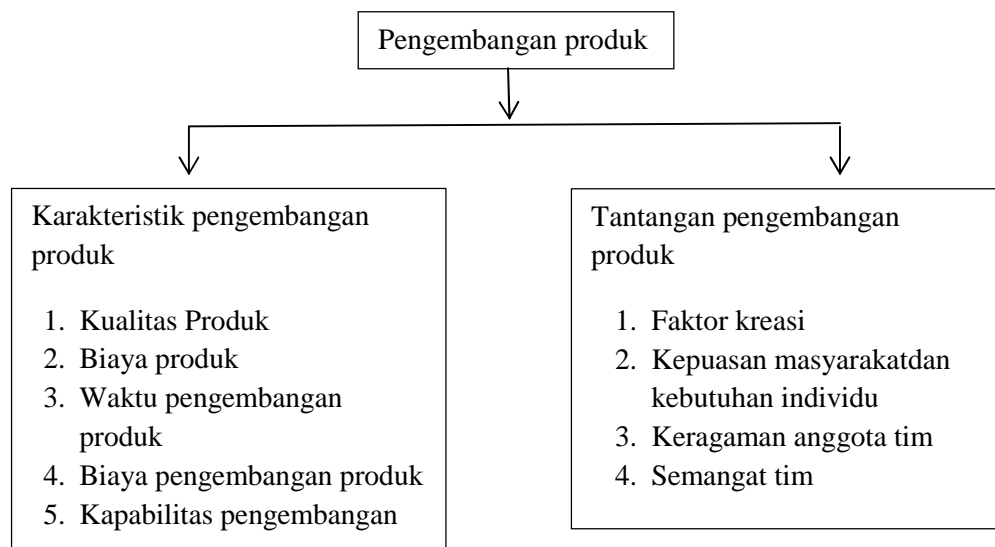 Pengembangan produk
Karakteristik pengembangan
produk
1. Kualitas Produk
2. Biaya produk
3. Waktu pengembangan
produk
4. Biaya pengembangan produk
5. Kapabilitas pengembangan
Tantangan pengembangan
produk
1. Faktor kreasi
2. Kepuasan masyarakatdan
kebutuhan individu
3. Keragaman anggota tim
4. Semangat tim